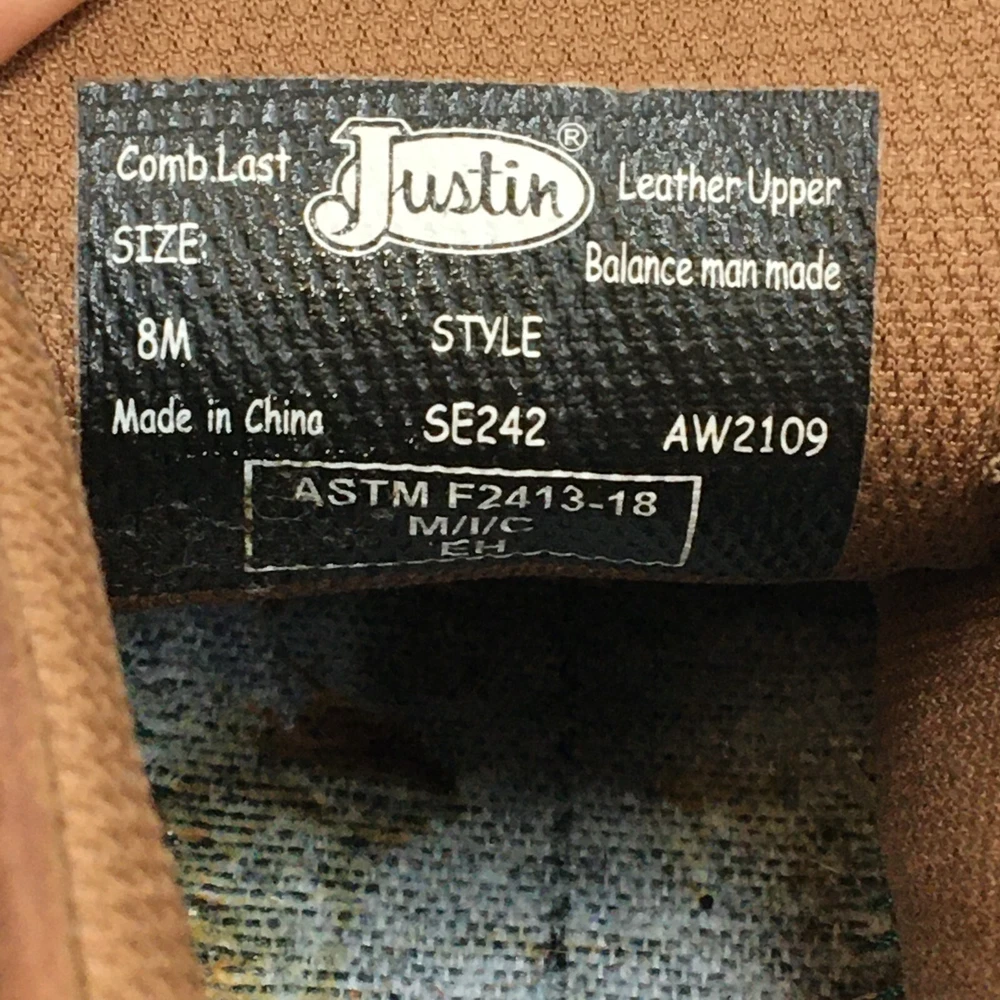 Comb.Last
Justin®
Leather Upper
SIZE:
Balance man made
8M
STYLE
Made in China
SE242
AW2109
ASTM F2413-18
M/I/C
EH